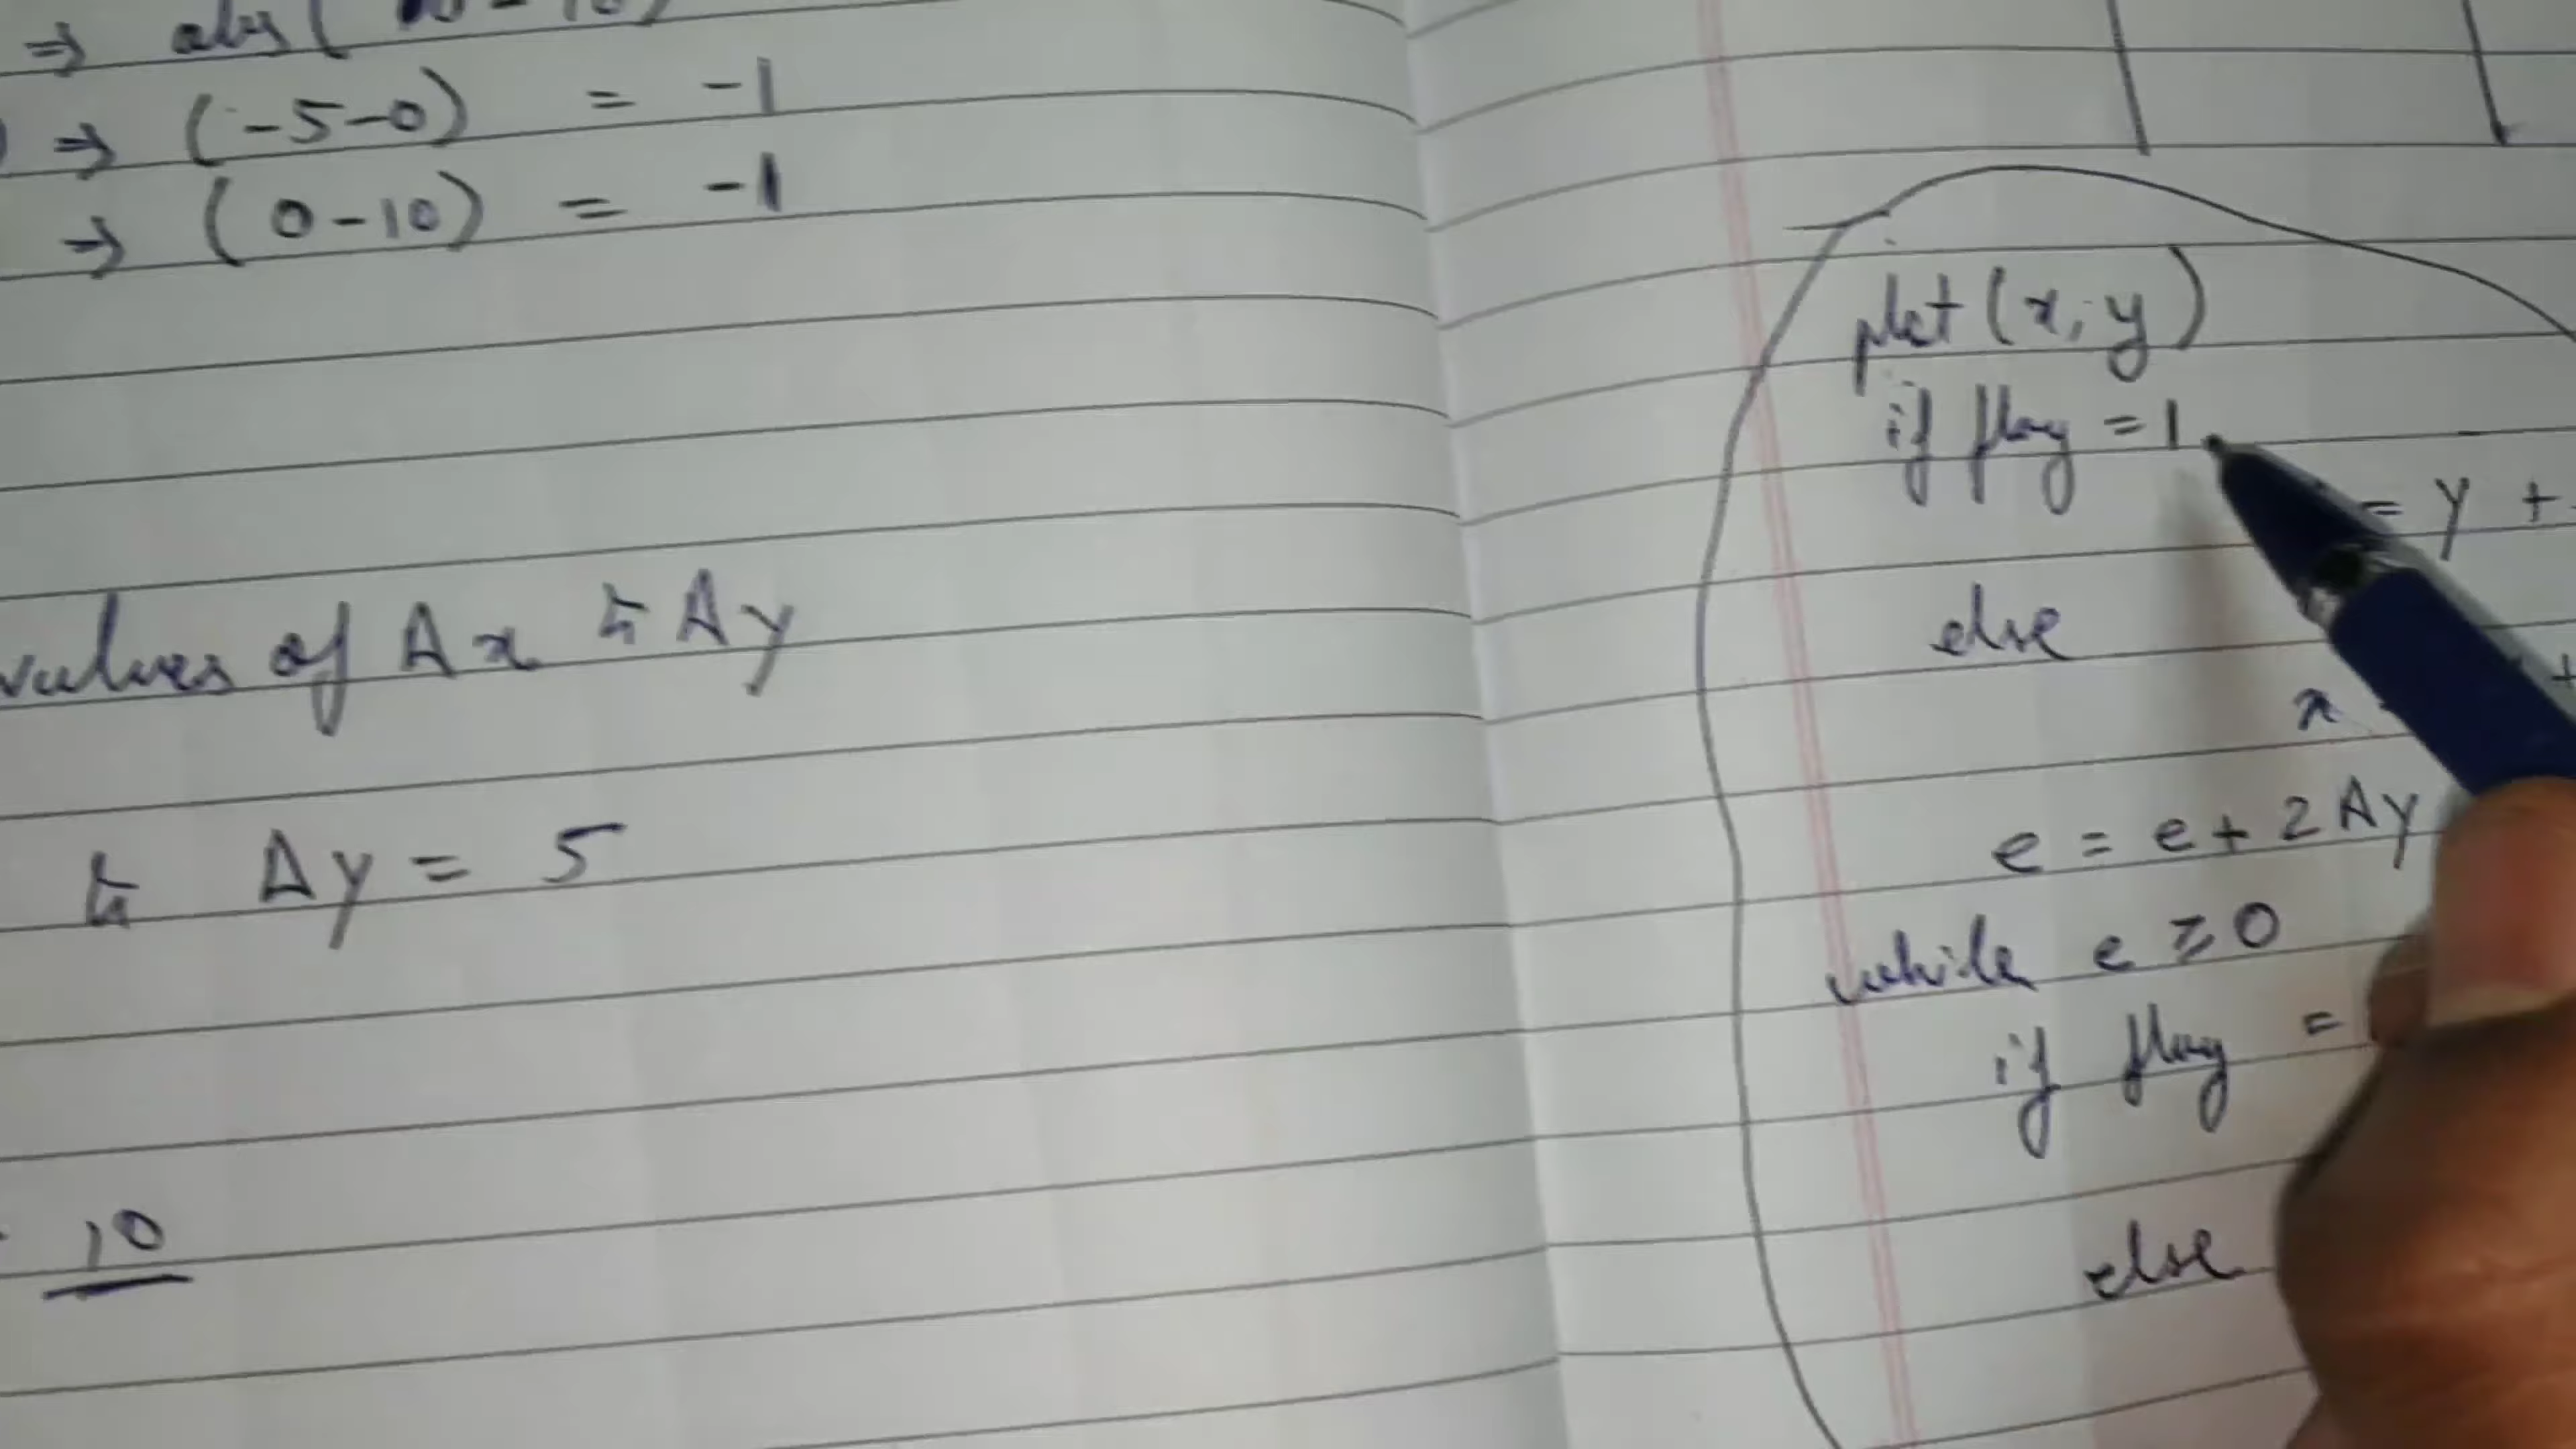 ⇒ abs(
⇒ (-5-0) = -1
⇒ (0-10) = -1
values of Δx & Δy
& Δy = 5
10
plot (x, y)
if flag = 1
= y +
else
x
e = e + 2Δy
while e ≥ 0
if flag =
else